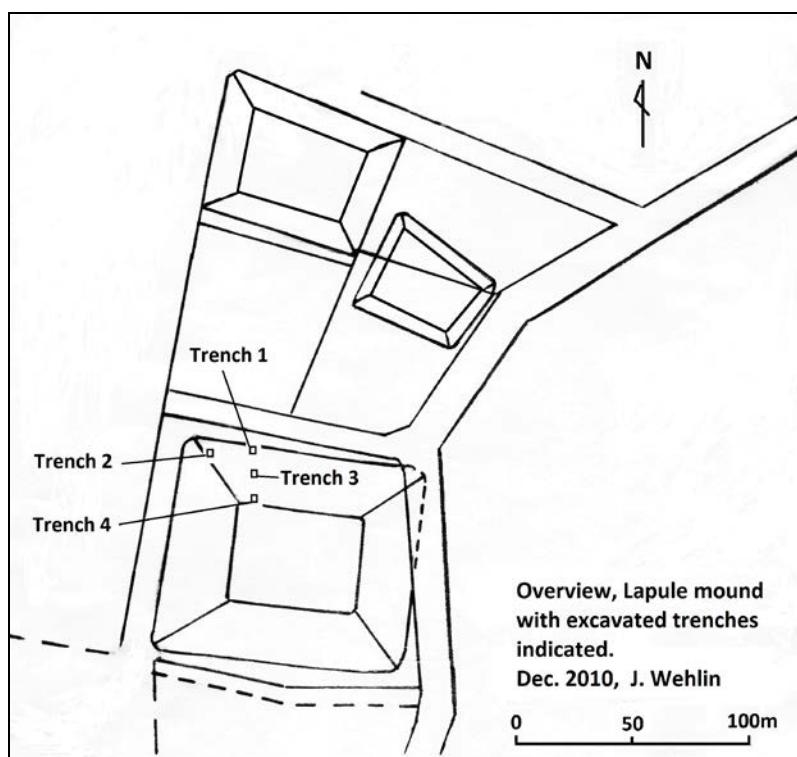 N
Trench 1
Trench 2
Trench 3
Trench 4
Overview, Lapule mound
with excavated trenches
indicated.
Dec. 2010, J. Wehlin
0 50 100m